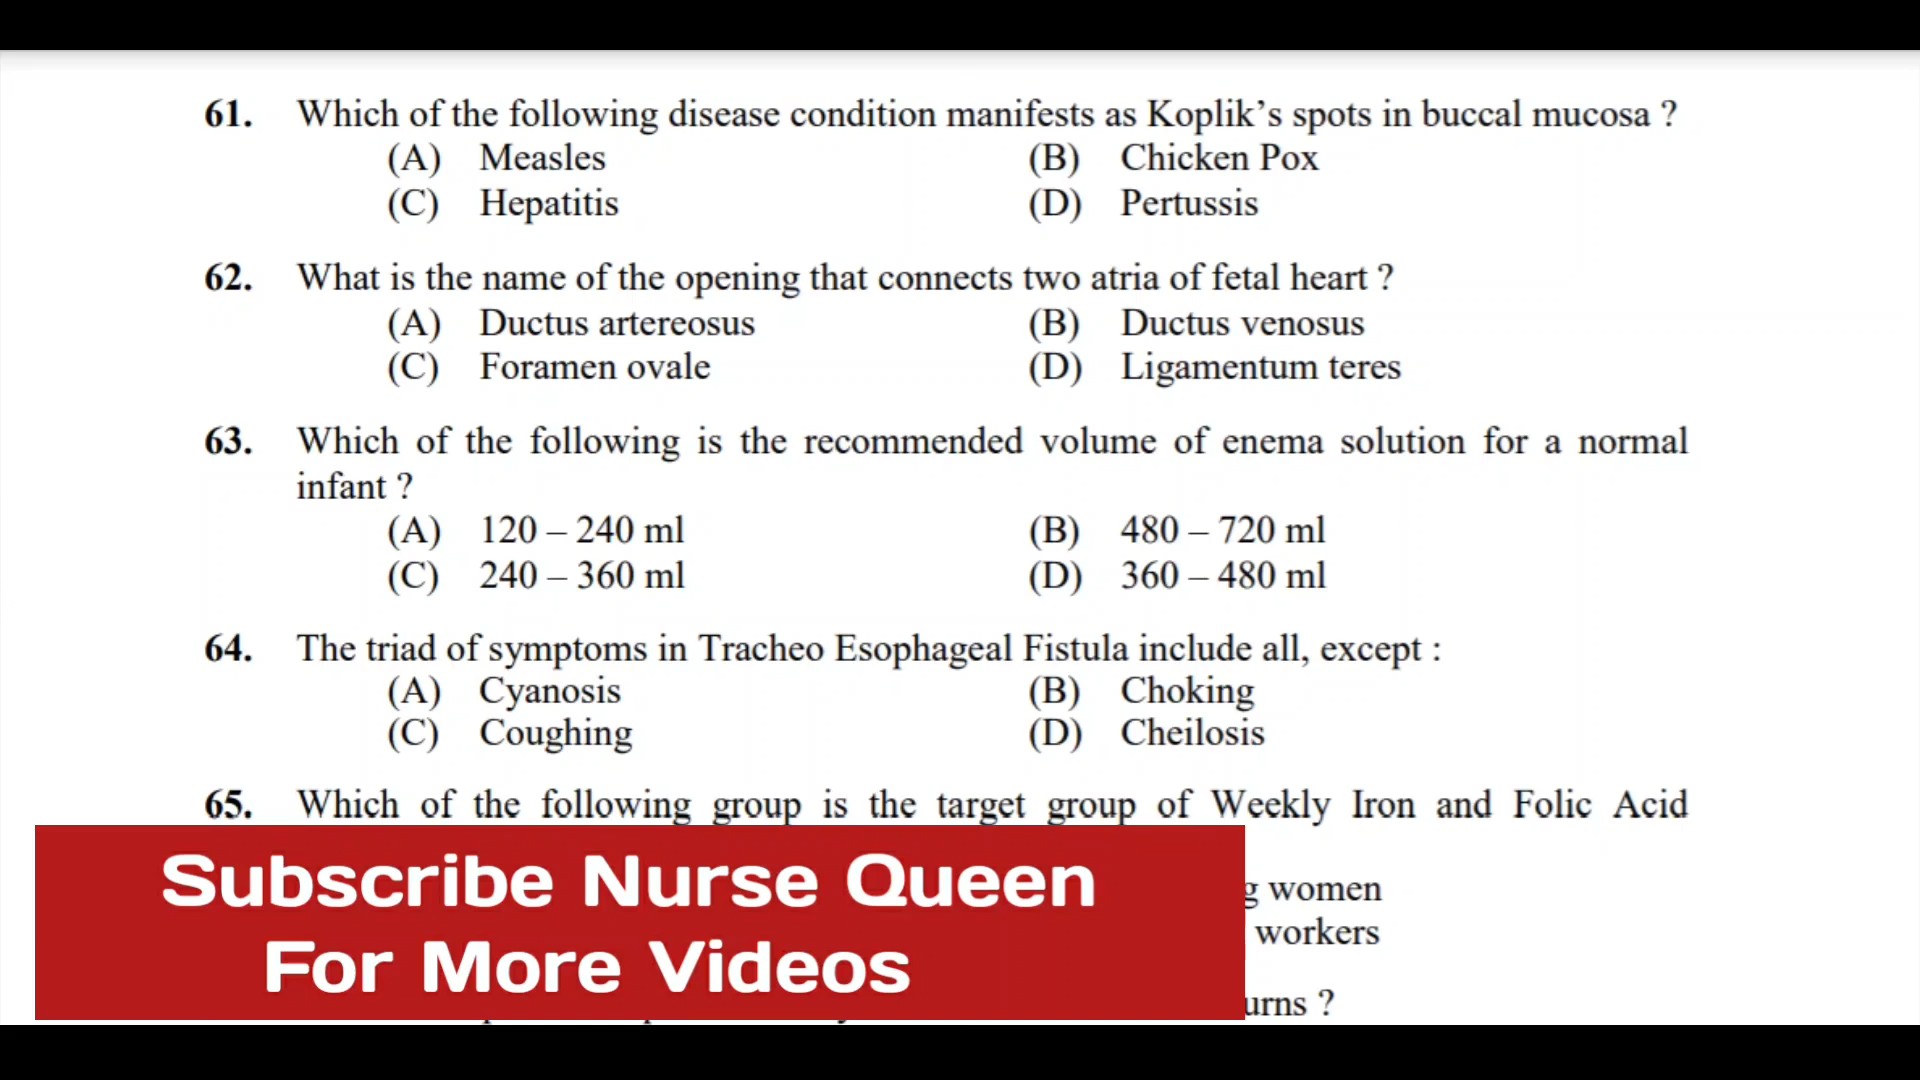 61. Which of the following disease condition manifests as Koplik’s spots in buccal mucosa ?
(A) Measles (B) Chicken Pox
(C) Hepatitis (D) Pertussis
62. What is the name of the opening that connects two atria of fetal heart ?
(A) Ductus artereosus (B) Ductus venosus
(C) Foramen ovale (D) Ligamentum teres
63. Which of the following is the recommended volume of enema solution for a normal
infant ?
(A) 120 – 240 ml (B) 480 – 720 ml
(C) 240 – 360 ml (D) 360 – 480 ml
64. The triad of symptoms in Tracheo Esophageal Fistula include all, except :
(A) Cyanosis (B) Choking
(C) Coughing (D) Cheilosis
65. Which of the following group is the target group of Weekly Iron and Folic Acid
Subscribe Nurse Queen
For More Videos
women
workers
urns ?